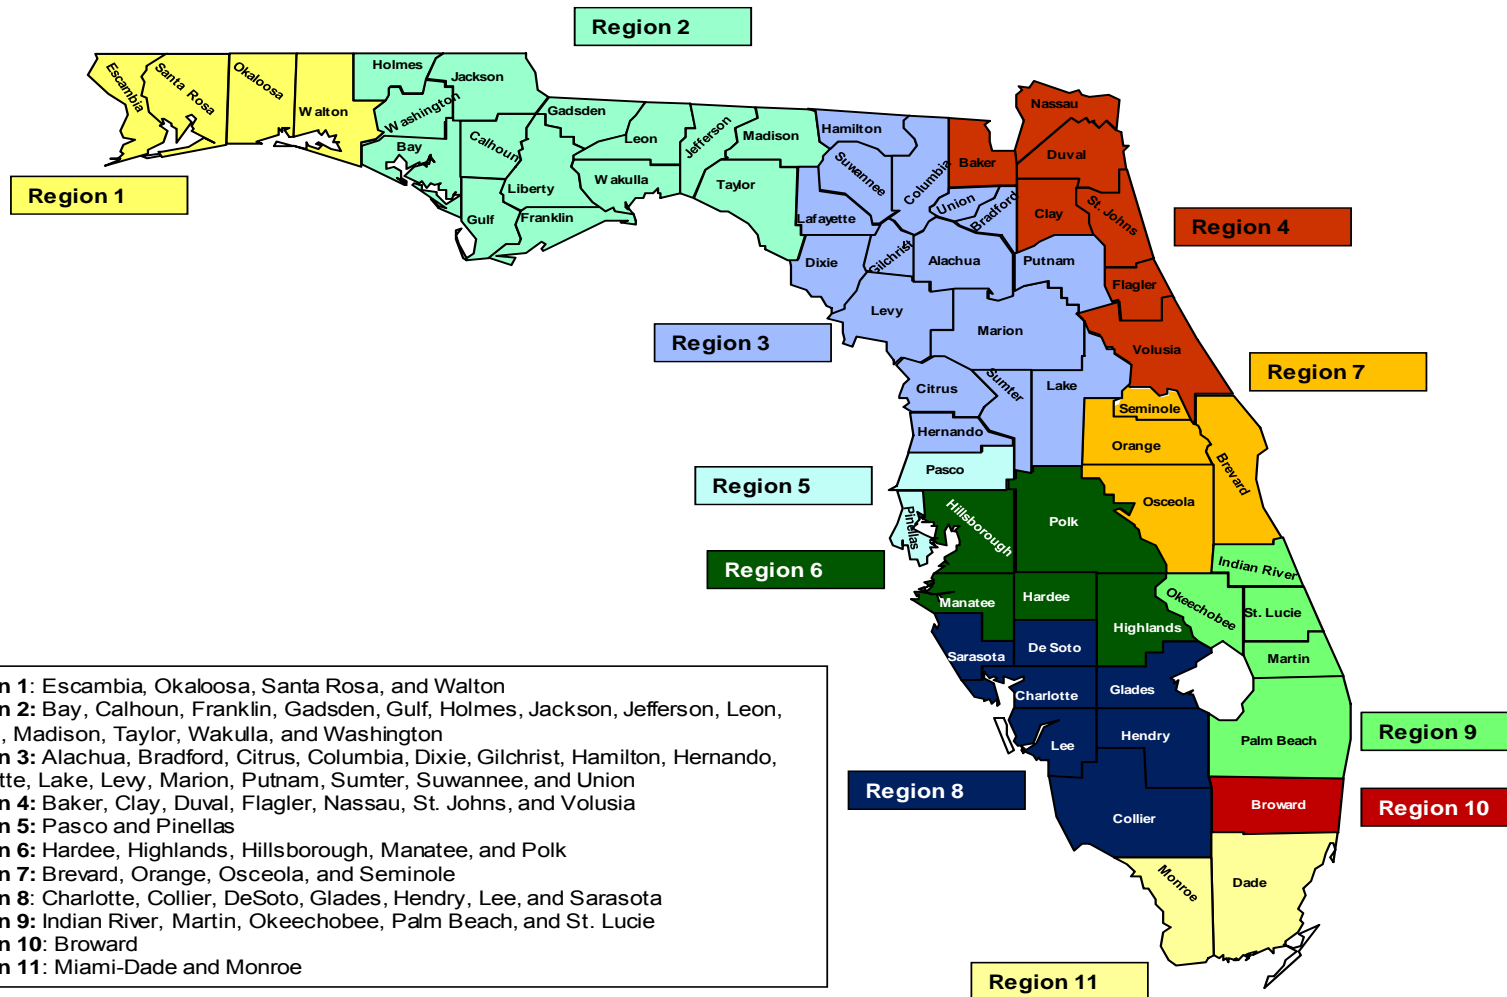 Region 2
Holmes
Jackson
Escambia
Santa Rosa
Okaloosa
Walton
Washington
Bay
Calhoun
Gadsden
Leon
Jefferson
Madison
Hamilton
Nassau
Baker
Duval
Region 1
Gulf
Liberty
Franklin
Wakulla
Taylor
Suwannee
Columbia
Lafayette
Union
Bradford
Clay
St. Johns
Region 4
Dixie
Gilchrist
Alachua
Putnam
Flagler
Levy
Marion
Volusia
Region 3
Region 7
Citrus
Sumter
Lake
Seminole
Hernando
Orange
Brevard
Pasco
Region 5
Osceola
Pinellas
Hillsborough
Polk
Region 6
Indian River
Manatee
Hardee
Okeechobee
St. Lucie
Highlands
Sarasota
De Soto
Martin
Charlotte
Glades
Lee
Hendry
Palm Beach
Region 9
Region 8
Collier
Broward
Region 10
Monroe
Dade
Region 11
n 1: Escambia, Okaloosa, Santa Rosa, and Walton
n 2: Bay, Calhoun, Franklin, Gadsden, Gulf, Holmes, Jackson, Jefferson, Leon,
, Madison, Taylor, Wakulla, and Washington
n 3: Alachua, Bradford, Citrus, Columbia, Dixie, Gilchrist, Hamilton, Hernando,
tte, Lake, Levy, Marion, Putnam, Sumter, Suwannee, and Union
n 4: Baker, Clay, Duval, Flagler, Nassau, St. Johns, and Volusia
n 5: Pasco and Pinellas
n 6: Hardee, Highlands, Hillsborough, Manatee, and Polk
n 7: Brevard, Orange, Osceola, and Seminole
n 8: Charlotte, Collier, DeSoto, Glades, Hendry, Lee, and Sarasota
n 9: Indian River, Martin, Okeechobee, Palm Beach, and St. Lucie
n 10: Broward
n 11: Miami-Dade and Monroe